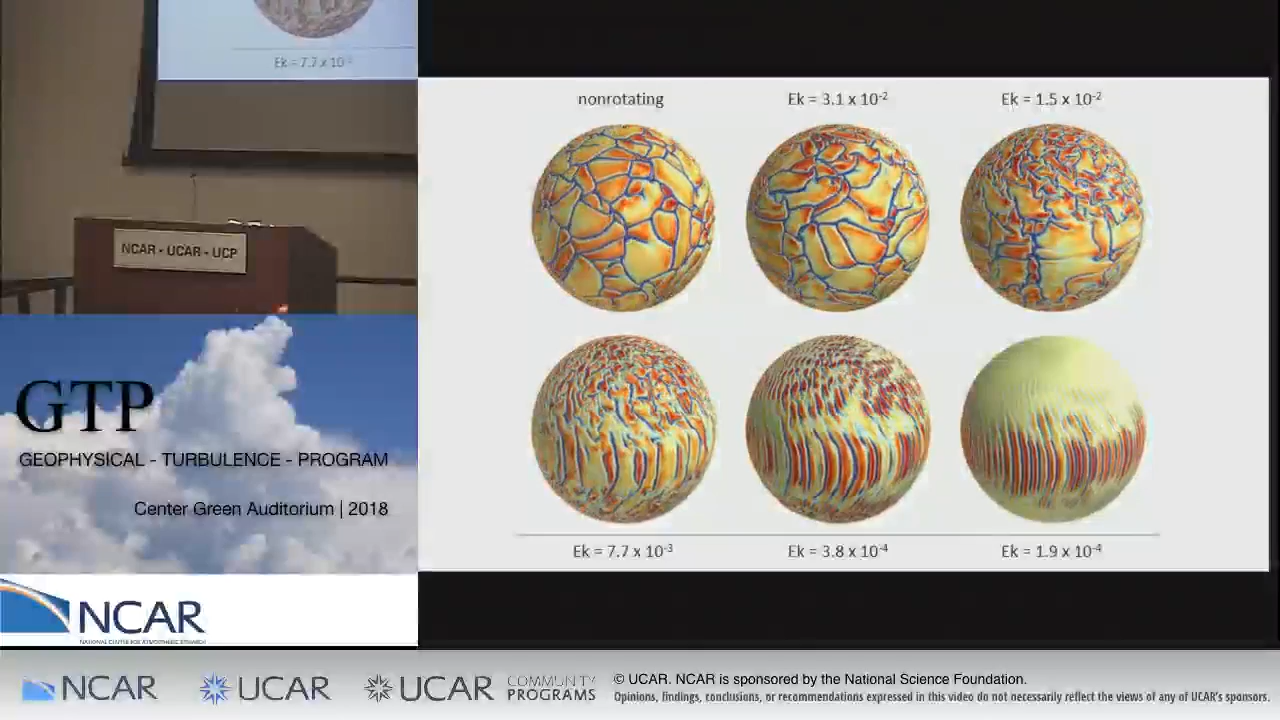 Ek = 7.7 x 10
NCAR - UCAR - UCP
GTP
GEOPHYSICAL - TURBULENCE - PROGRAM
Center Green Auditorium | 2018
NCAR
NATIONAL CENTER FOR ATMOSPHERIC RESEARCH
nonrotating
Ek = 3.1 x 10⁻²
Ek = 1.5 x 10⁻²
Ek = 7.7 x 10⁻³
Ek = 3.8 x 10⁻⁴
Ek = 1.9 x 10⁻⁴
NCAR
UCAR
UCAR
COMMUNITY
PROGRAMS
© UCAR. NCAR is sponsored by the National Science Foundation.
Opinions, findings, conclusions, or recommendations expressed in this video do not necessarily reflect the views of any of UCAR's sponsors.